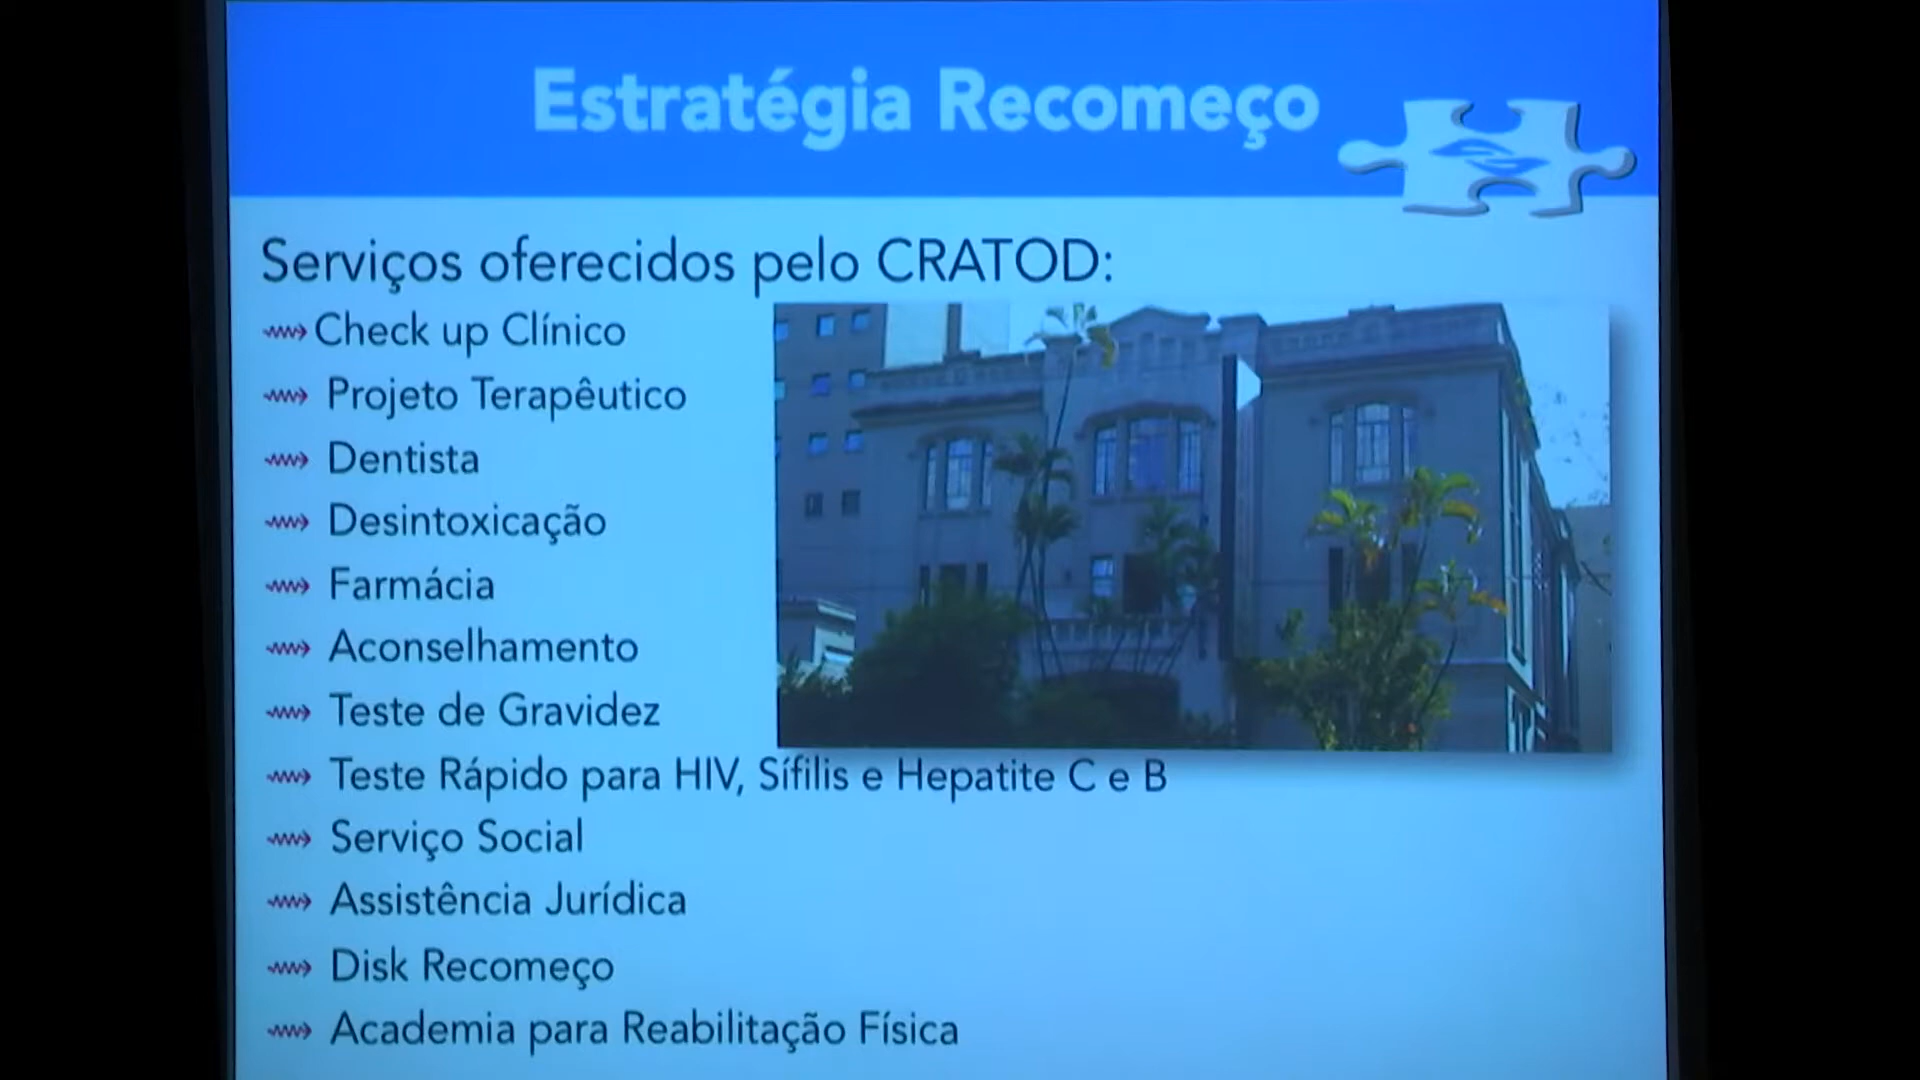 Estratégia Recomeço
Serviços oferecidos pelo CRATOD:
Check up Clínico
Projeto Terapêutico
Dentista
Desintoxicação
Farmácia
Aconselhamento
Teste de Gravidez
Teste Rápido para HIV, Sífilis e Hepatite C e B
Serviço Social
Assistência Jurídica
Disk Recomeço
Academia para Reabilitação Física